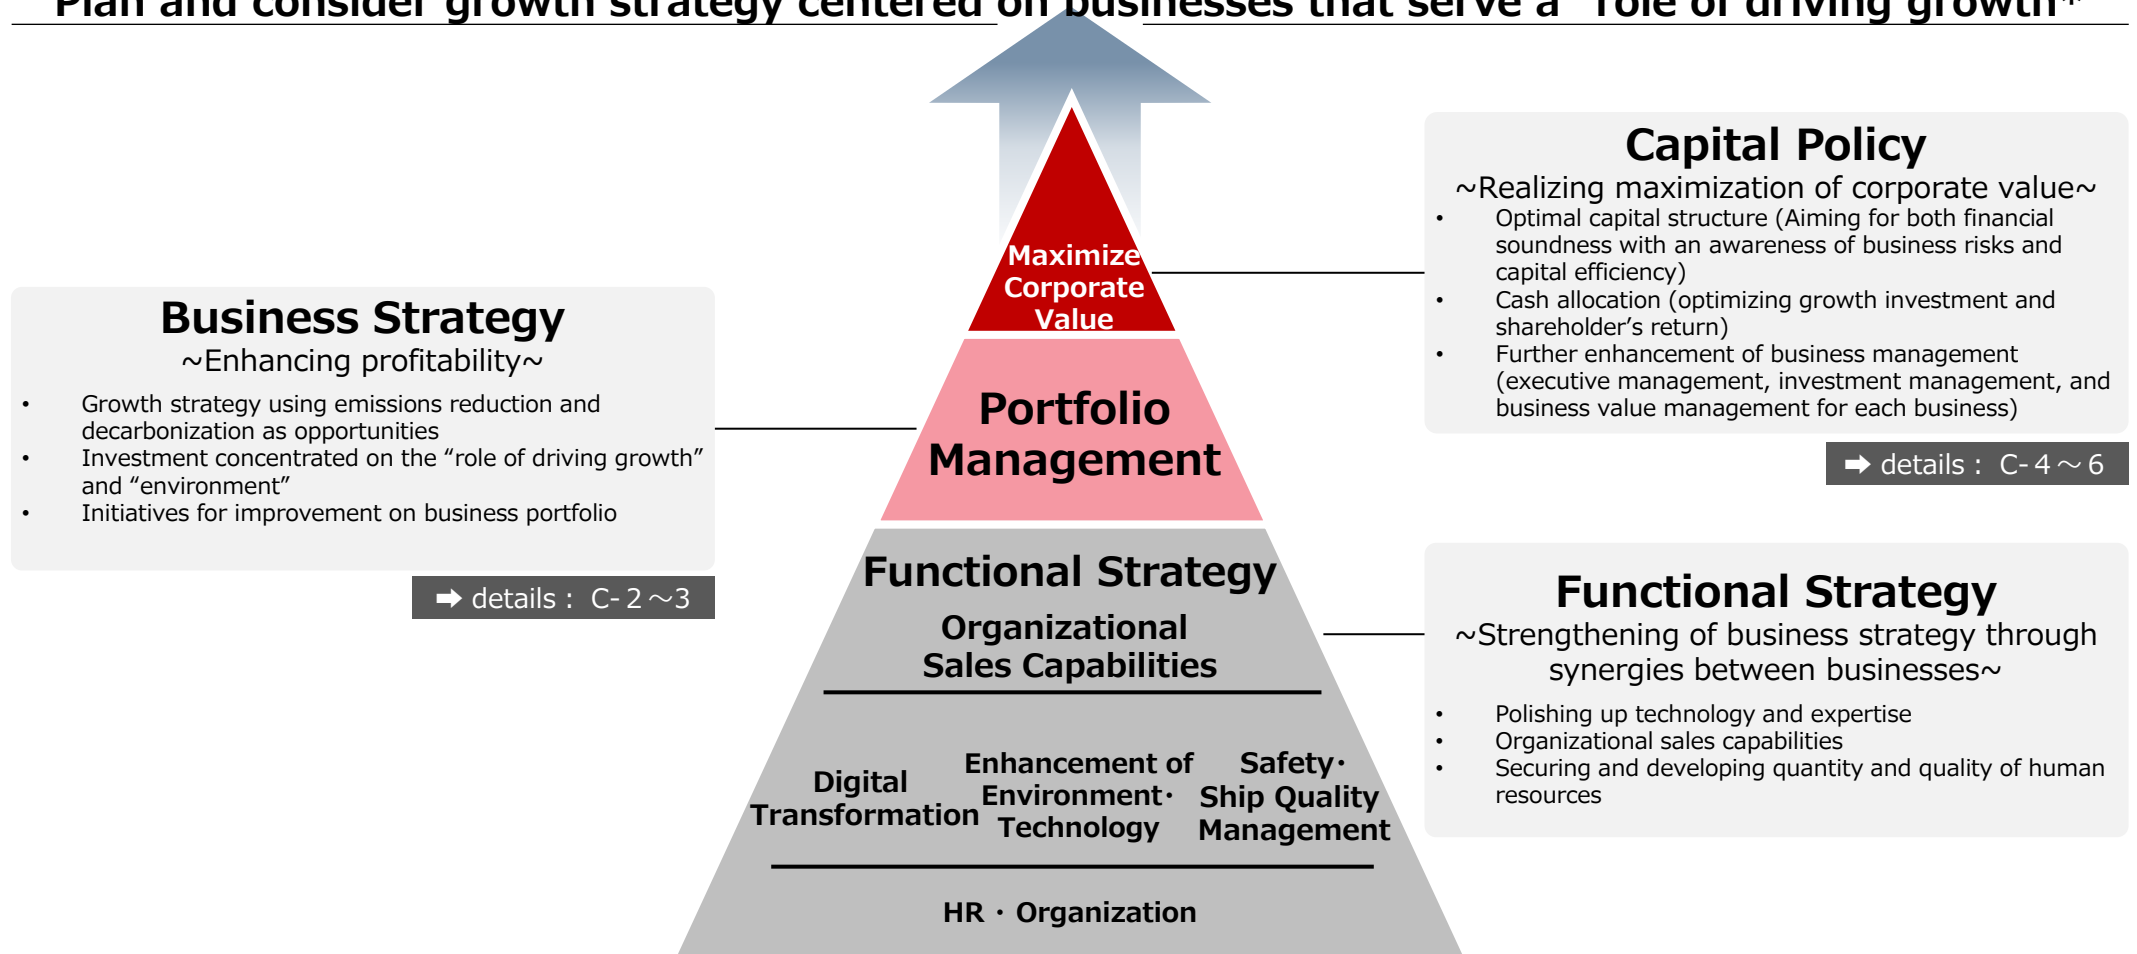 Plan and consider growth strategy centered on businesses that serve a "role of driving growth"
Capital Policy
~Realizing maximization of corporate value~
• Optimal capital structure (Aiming for both financial
soundness with an awareness of business risks and
capital efficiency)
• Cash allocation (optimizing growth investment and
shareholder’s return)
• Further enhancement of business management
(executive management, investment management, and
business value management for each business)
➡ details : C-４～６
Business Strategy
~Enhancing profitability~
• Growth strategy using emissions reduction and
decarbonization as opportunities
• Investment concentrated on the “role of driving growth”
and “environment”
• Initiatives for improvement on business portfolio
➡ details : C-２～3
Maximize
Corporate
Value
Portfolio
Management
Functional Strategy
Organizational
Sales Capabilities
Digital
Transformation
Enhancement of
Environment・
Technology
Safety・
Ship Quality
Management
HR・Organization
Functional Strategy
~Strengthening of business strategy through
synergies between businesses~
• Polishing up technology and expertise
• Organizational sales capabilities
• Securing and developing quantity and quality of human
resources